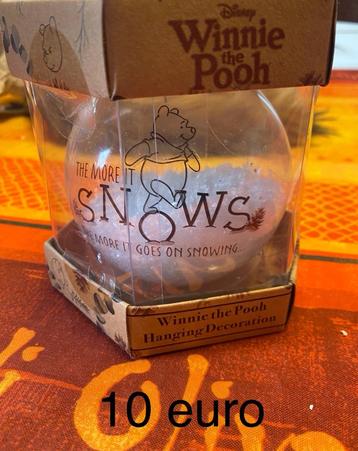 Disney
Winnie
the
Pooh
THE MORE IT
SNOWS
MORE IT GOES ON SNOWING..
Winnie the Pooh
Hanging Decoration
10 euro